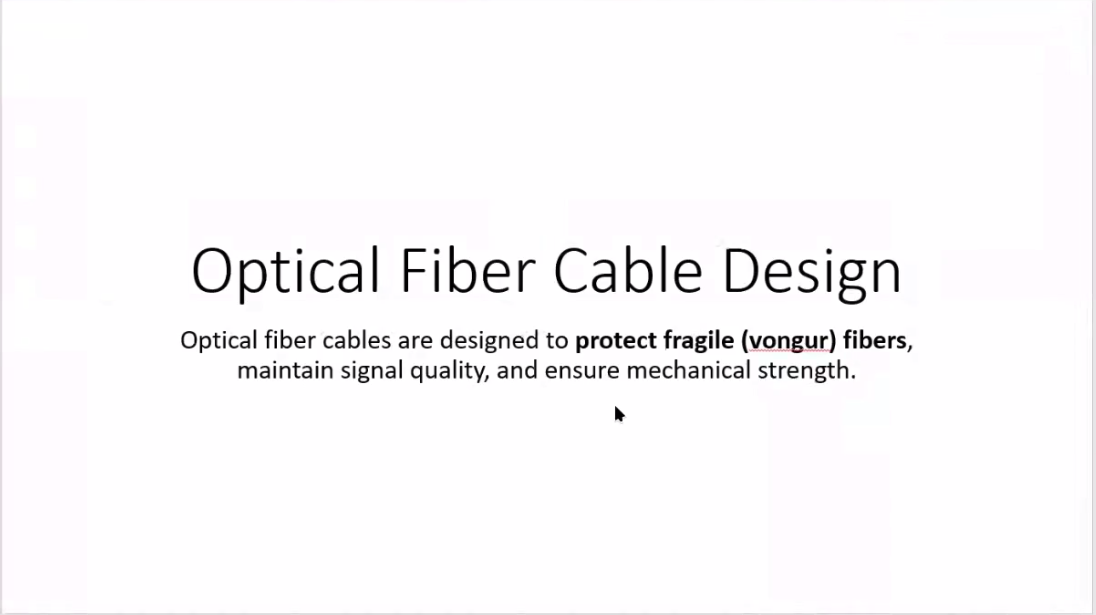 Optical Fiber Cable Design
Optical fiber cables are designed to protect fragile (vongur) fibers,
maintain signal quality, and ensure mechanical strength.